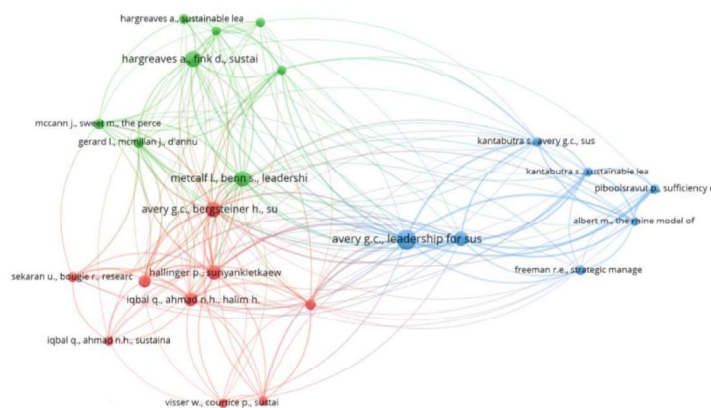 hargreaves a., sustainable lea
hargreaves a., fink d., sustai
mccann j., sweet m., the perce
gerard l., mcmillan j., d'annu
metcalf l., benn s., leadershi
avery g.c., bergsteiner h., su
kantabutra s., avery g.c., sus
kantabutra s., sustainable lea
piboolsravut p., sufficiency e
albert m., the rhine model of
avery g.c., leadership for sus
freeman r.e., strategic manage
sekaran u., bougie r., researc
hallinger p., suriyankietkaew
iqbal q., ahmad n.h., halim h.
iqbal q., ahmad n.h., sustaina
visser w., courtice p., sustai